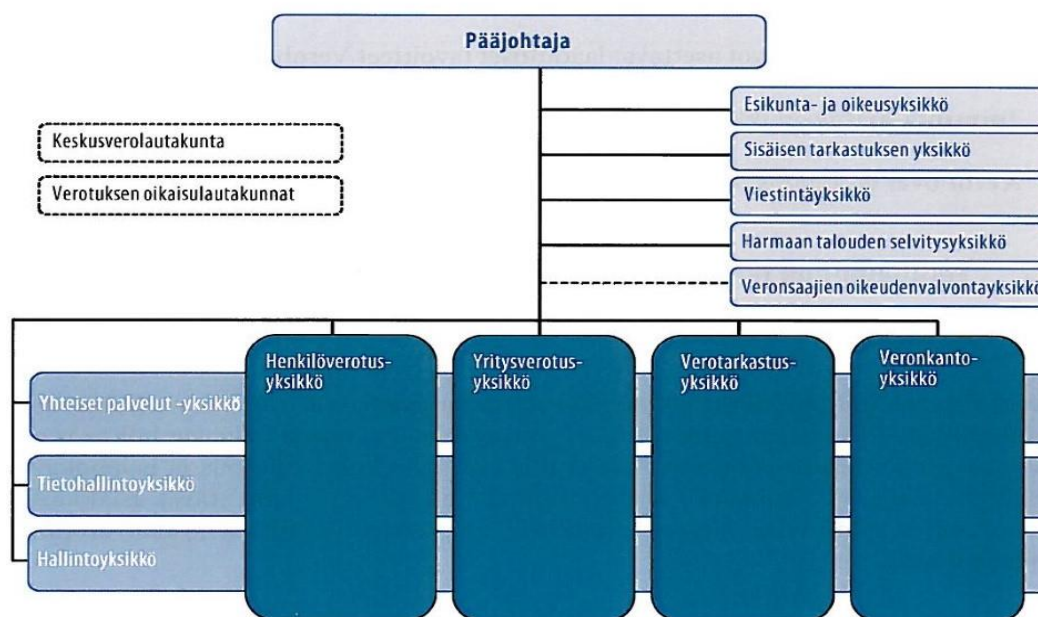 Pääjohtaja
Esikunta- ja oikeusyksikkö
Keskusverolautakunta
Sisäisen tarkastuksen yksikkö
Verotuksen oikaisulautakunnat
Viestintäyksikkö
Harmaan talouden selvitysyksikkö
Veronsaajien oikeudenvalvontayksikkö
Henkilöverotus-
yksikkö
Yritysverotus-
yksikkö
Verotarkastus-
yksikkö
Veronkanto-
yksikkö
Yhteiset palvelut -yksikkö
Tietohallintoyksikkö
Hallintoyksikkö